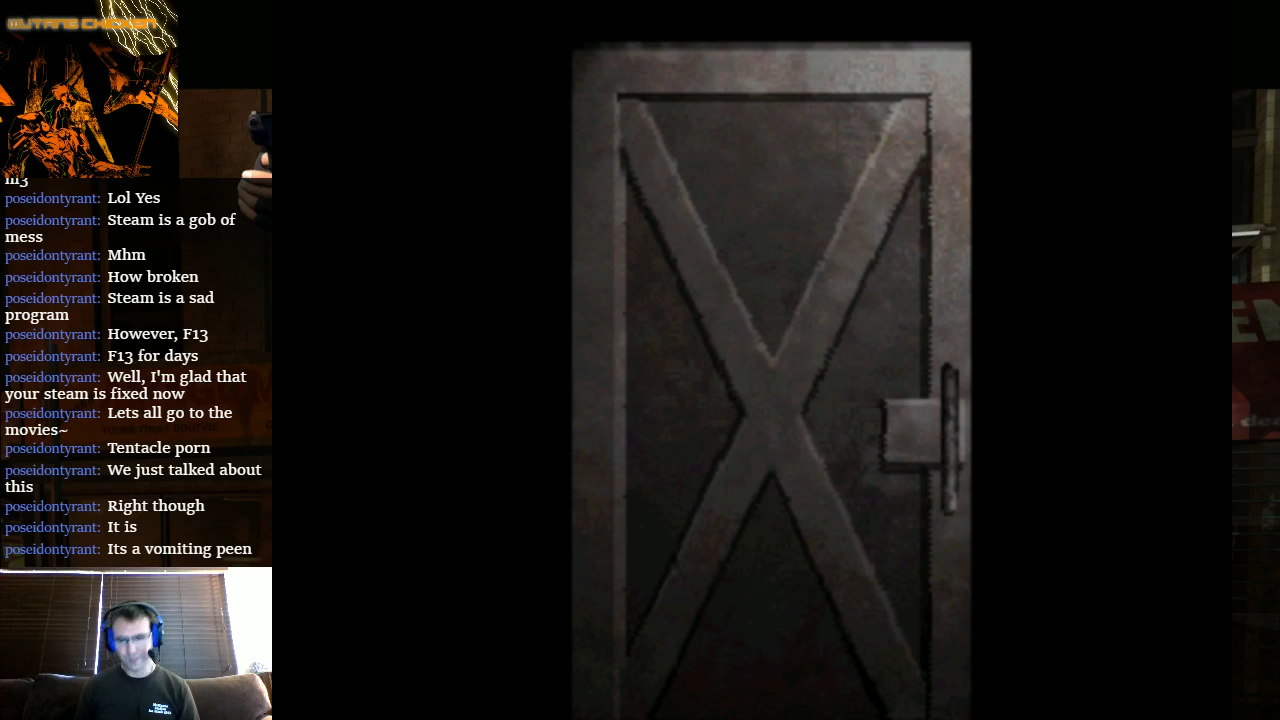 WUTANG CHICKEN
poseidontyrant: Lol Yes
poseidontyrant: Steam is a gob of
mess
poseidontyrant: Mhm
poseidontyrant: How broken
poseidontyrant: Steam is a sad
program
poseidontyrant: However, F13
poseidontyrant: F13 for days
poseidontyrant: Well, I'm glad that
your steam is fixed now
poseidontyrant: Lets all go to the
movies~
poseidontyrant: Tentacle porn
poseidontyrant: We just talked about
this
poseidontyrant: Right though
poseidontyrant: It is
poseidontyrant: Its a vomiting peen